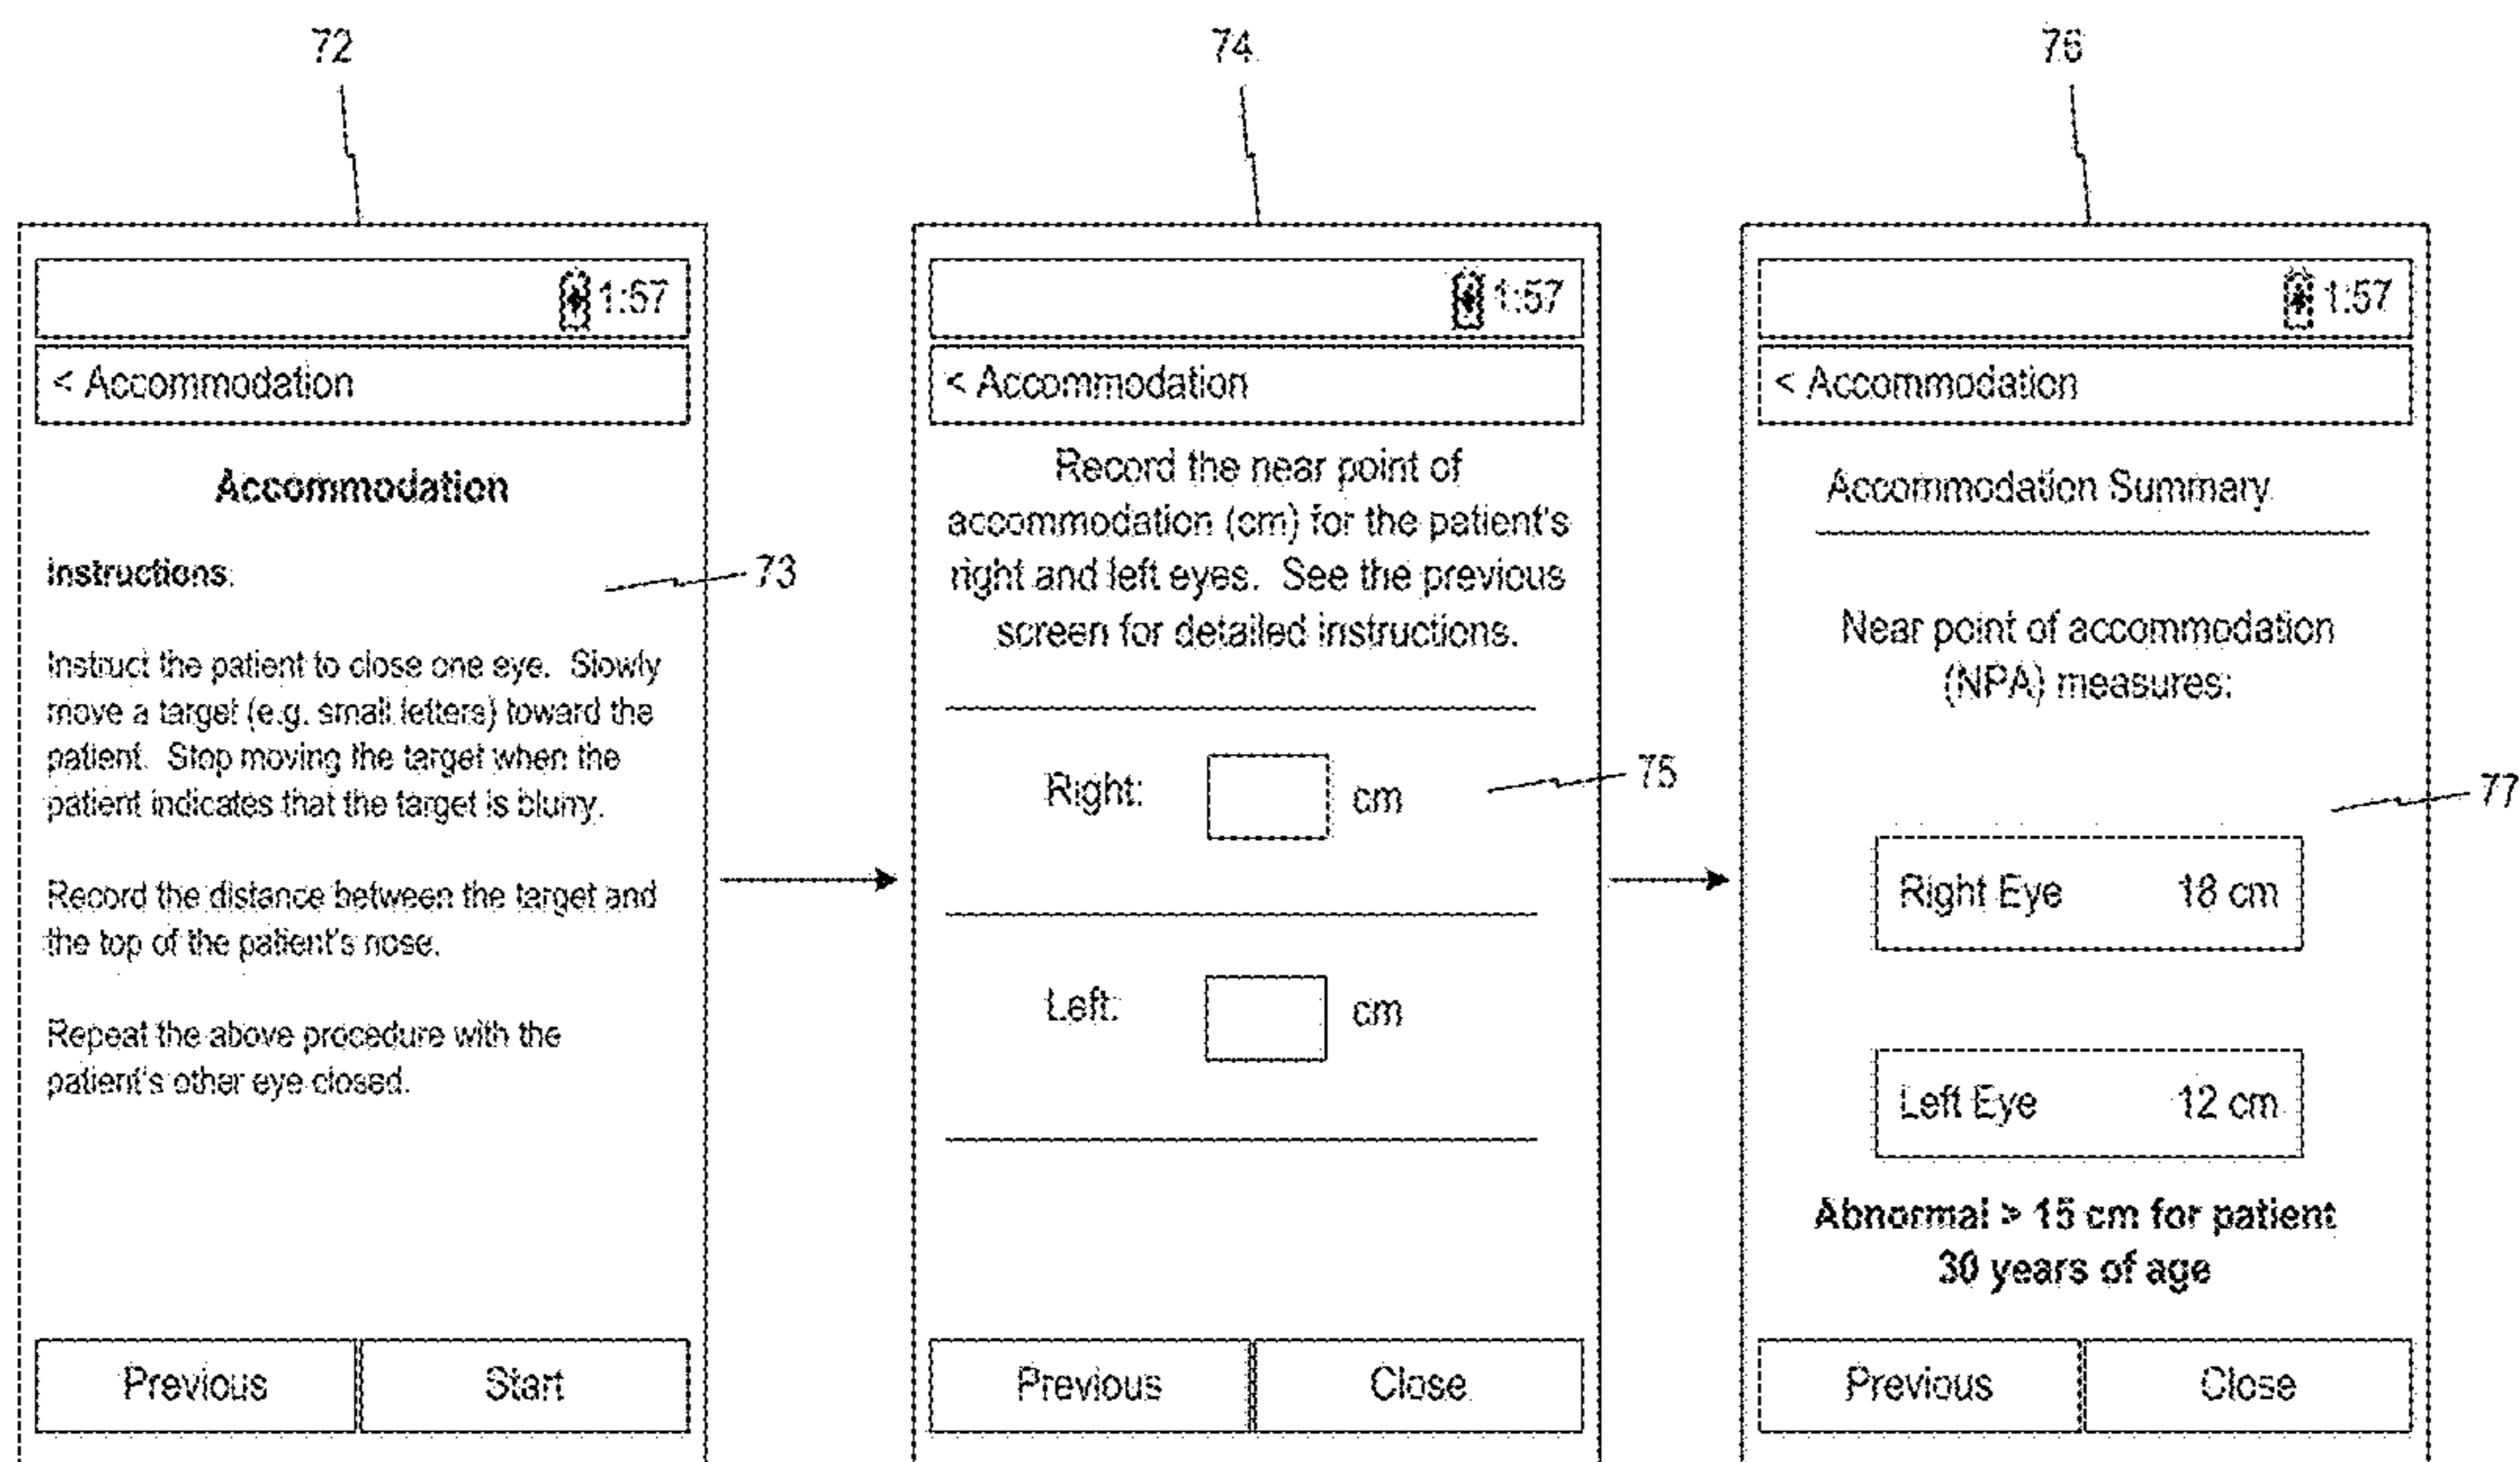 72
74
76
1:57
< Accommodation
Accommodation
Instructions:
73
Instruct the patient to close one eye. Slowly
move a target (e.g. small letters) toward the
patient. Stop moving the target when the
patient indicates that the target is blurry.
Record the distance between the target and
the top of the patient's nose.
Repeat the above procedure with the
patient's other eye closed.
Previous
Start
1:57
< Accommodation
Record the near point of
accommodation (cm) for the patient's
right and left eyes. See the previous
screen for detailed instructions.
Right: cm
75
Left: cm
Previous
Close
1:57
< Accommodation
Accommodation Summary
Near point of accommodation
(NPA) measures:
77
Right Eye 18 cm
Left Eye 12 cm
Abnormal > 15 cm for patient
30 years of age
Previous
Close